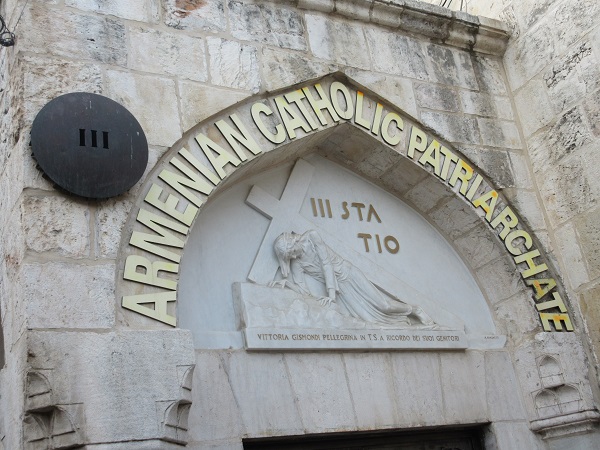 III
ARMENIAN CATHOLIC PATRIARCHATE
III STA
TIO
VITTORIA GISMONDI PELLEGRINA IN T.S A RICORDO DEI SUOI GENITORI